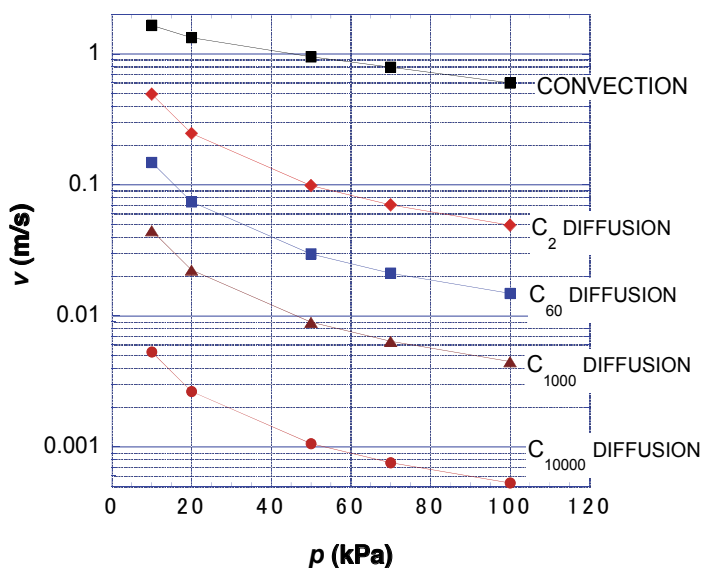 1
CONVECTION
0.1
C2 DIFFUSION
v (m/s)
C60 DIFFUSION
0.01
C1000 DIFFUSION
0.001
C10000 DIFFUSION
0 20 40 60 80 100 120
p (kPa)